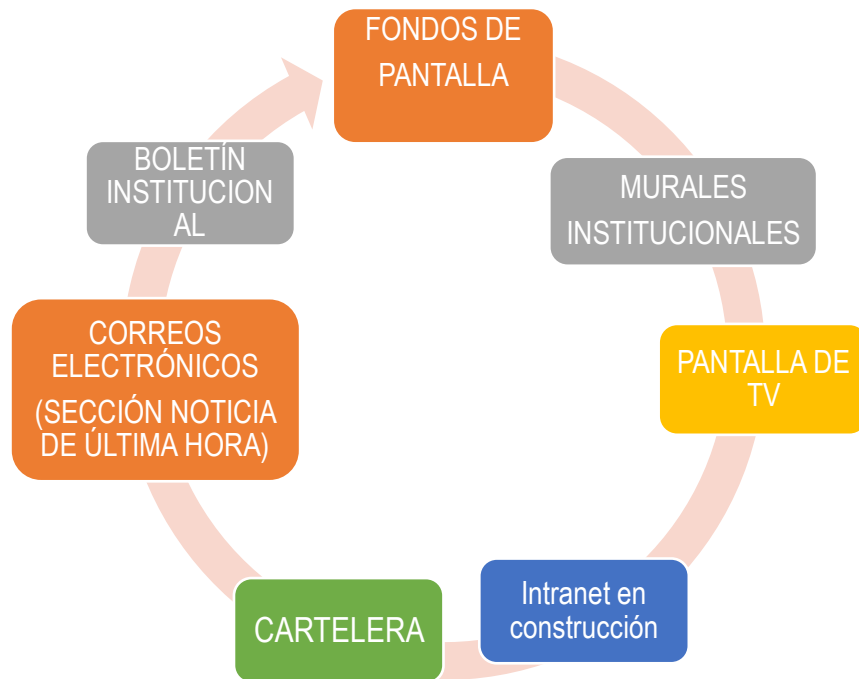 FONDOS DE
PANTALLA
MURALES
INSTITUCIONALES
PANTALLA DE
TV
Intranet en
construcción
CARTELERA
CORREOS
ELECTRÓNICOS
(SECCIÓN NOTICIA
DE ÚLTIMA HORA)
BOLETÍN
INSTITUCION
AL